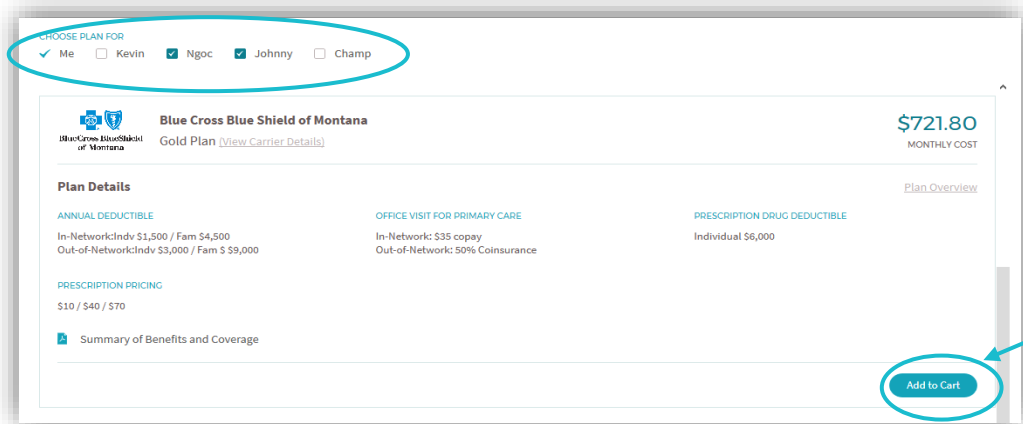 CHOOSE PLAN FOR
Me Kevin Ngoc Johnny Champ
BlueCross BlueShield
of Montana
Blue Cross Blue Shield of Montana
Gold Plan (View Carrier Details)
$721.80
MONTHLY COST
Plan Details
Plan Overview
ANNUAL DEDUCTIBLE
In-Network:Indv $1,500 / Fam $4,500
Out-of-Network:Indv $3,000 / Fam $ $9,000
OFFICE VISIT FOR PRIMARY CARE
In-Network: $35 copay
Out-of-Network: 50% Coinsurance
PRESCRIPTION DRUG DEDUCTIBLE
Individual $6,000
PRESCRIPTION PRICING
$10 / $40 / $70
Summary of Benefits and Coverage
Add to Cart